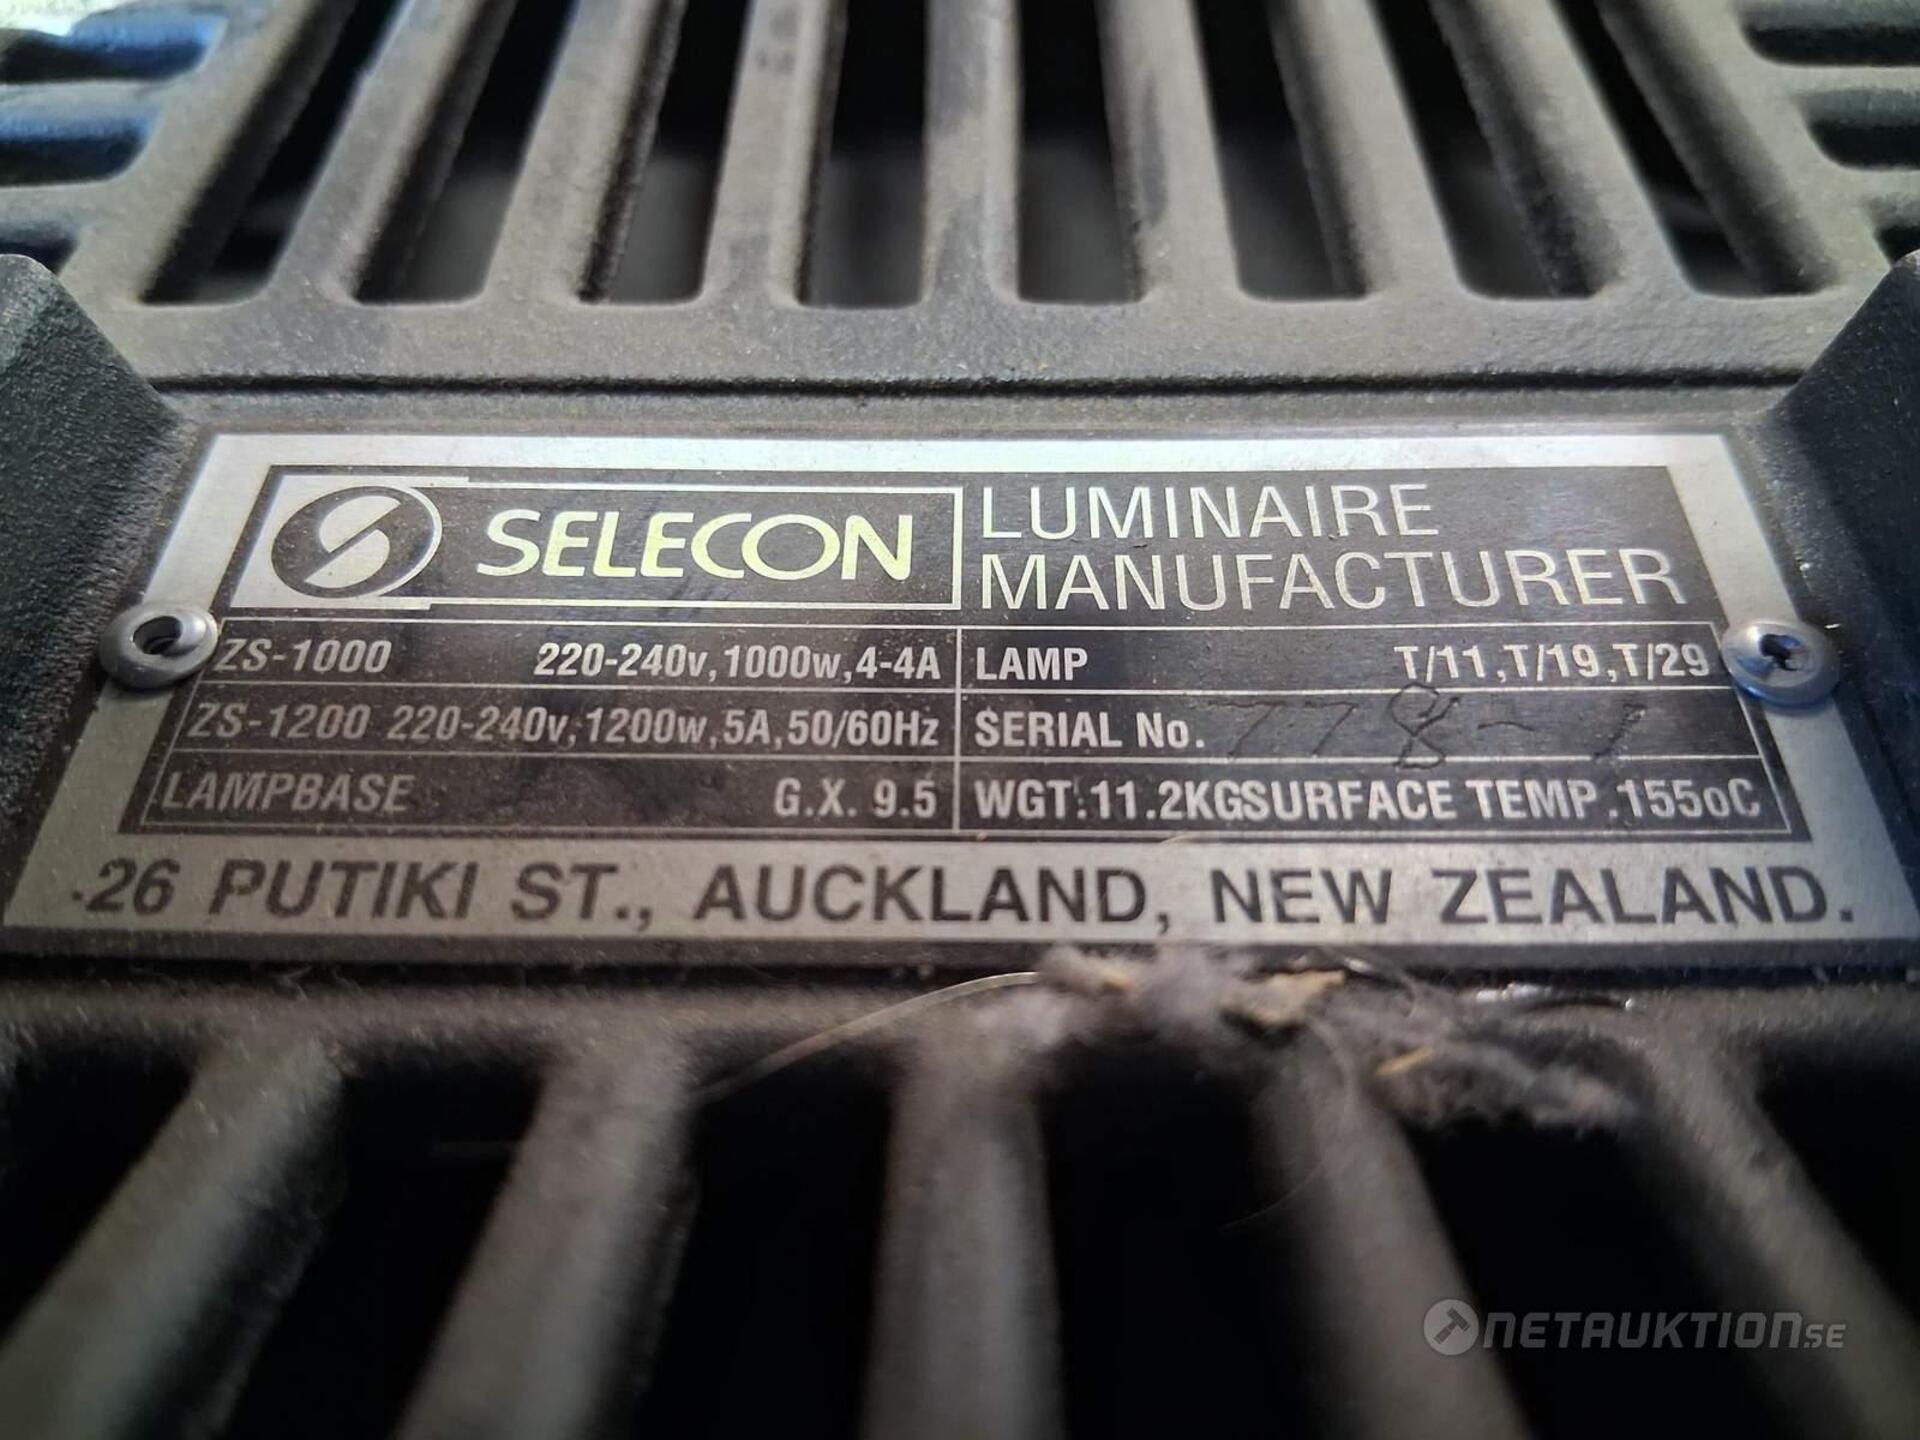 SELECON
LUMINAIRE
MANUFACTURER
ZS-1000 220-240v,1000w,4-4A
LAMP T/11,T/19,T/29
ZS-1200 220-240v,1200w,5A,50/60Hz
SERIAL No. 778-1
LAMPBASE G.X. 9.5
WGT.11.2KGSURFACE TEMP.155oC
26 PUTIKI ST., AUCKLAND, NEW ZEALAND.
NETAUKTION.SE